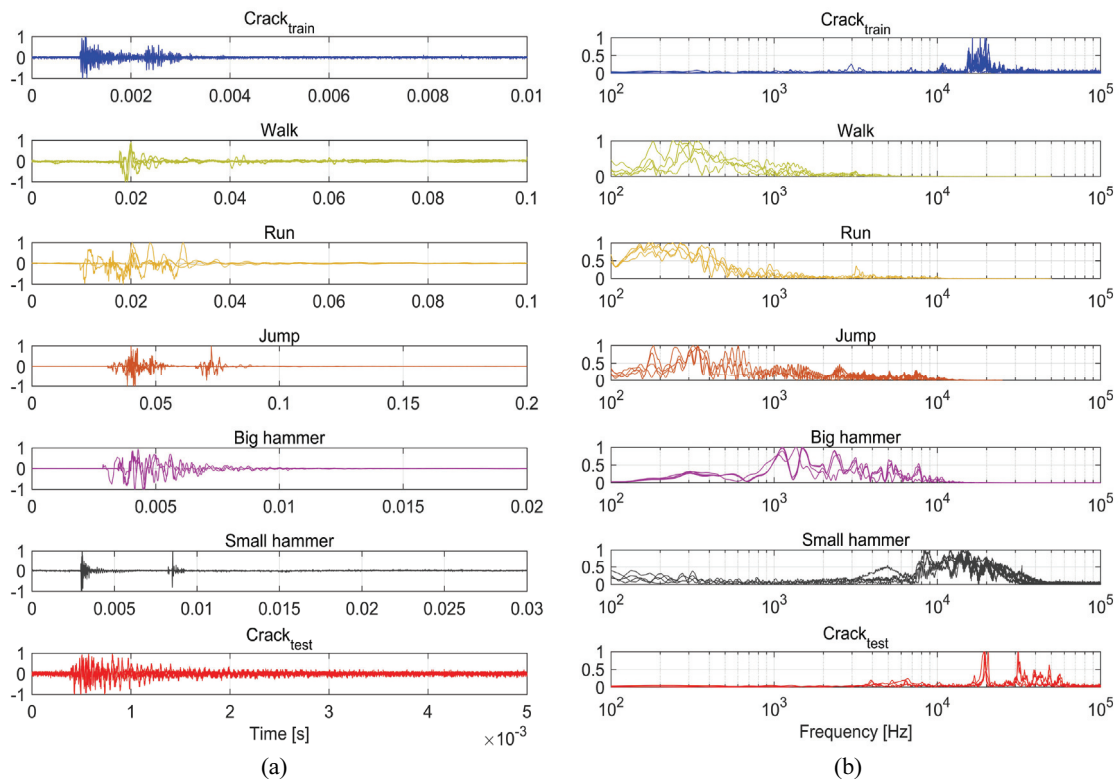 Crack_train
1
0
-1
0 0.002 0.004 0.006 0.008 0.01
Walk
1
0
-1
0 0.02 0.04 0.06 0.08 0.1
Run
1
0
-1
0 0.02 0.04 0.06 0.08 0.1
Jump
1
0
-1
0 0.05 0.1 0.15 0.2
Big hammer
1
0
-1
0 0.005 0.01 0.015 0.02
Small hammer
1
0
-1
0 0.005 0.01 0.015 0.02 0.025 0.03
Crack_test
1
0
-1
0 1 2 3 4 5
Time [s] ×10^-3
(a)
Crack_train
1
0.5
0
10^2 10^3 10^4 10^5
Walk
1
0
10^2 10^3 10^4 10^5
Run
1
0.5
0
10^2 10^3 10^4 10^5
Jump
1
0.5
0
10^2 10^3 10^4 10^5
Big hammer
1
0.5
0
10^2 10^3 10^4 10^5
Small hammer
1
0.5
0
10^2 10^3 10^4 10^5
Crack_test
1
0.5
0
10^2 10^3 10^4 10^5
Frequency [Hz]
(b)